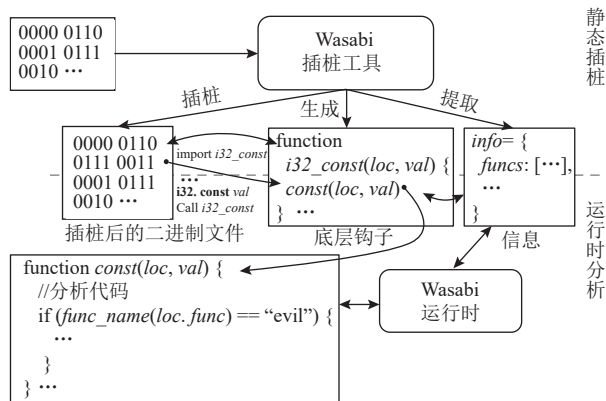 0000 0110
0001 0111
0010 ···
Wasabi
插桩工具
静态插桩
插桩
生成
提取
0000 0110
0111 0011
0001 0111
0010 ···
import i32_const
···
i32. const val
Call i32_const
function
i32_const(loc, val) {
const(loc, val)
} ···
info= {
funcs: [···],
···
}
插桩后的二进制文件
底层钩子
信息
运行时分析
function const(loc, val) {
//分析代码
if (func_name(loc. func) == “evil”) {
···
}
} ···
Wasabi
运行时